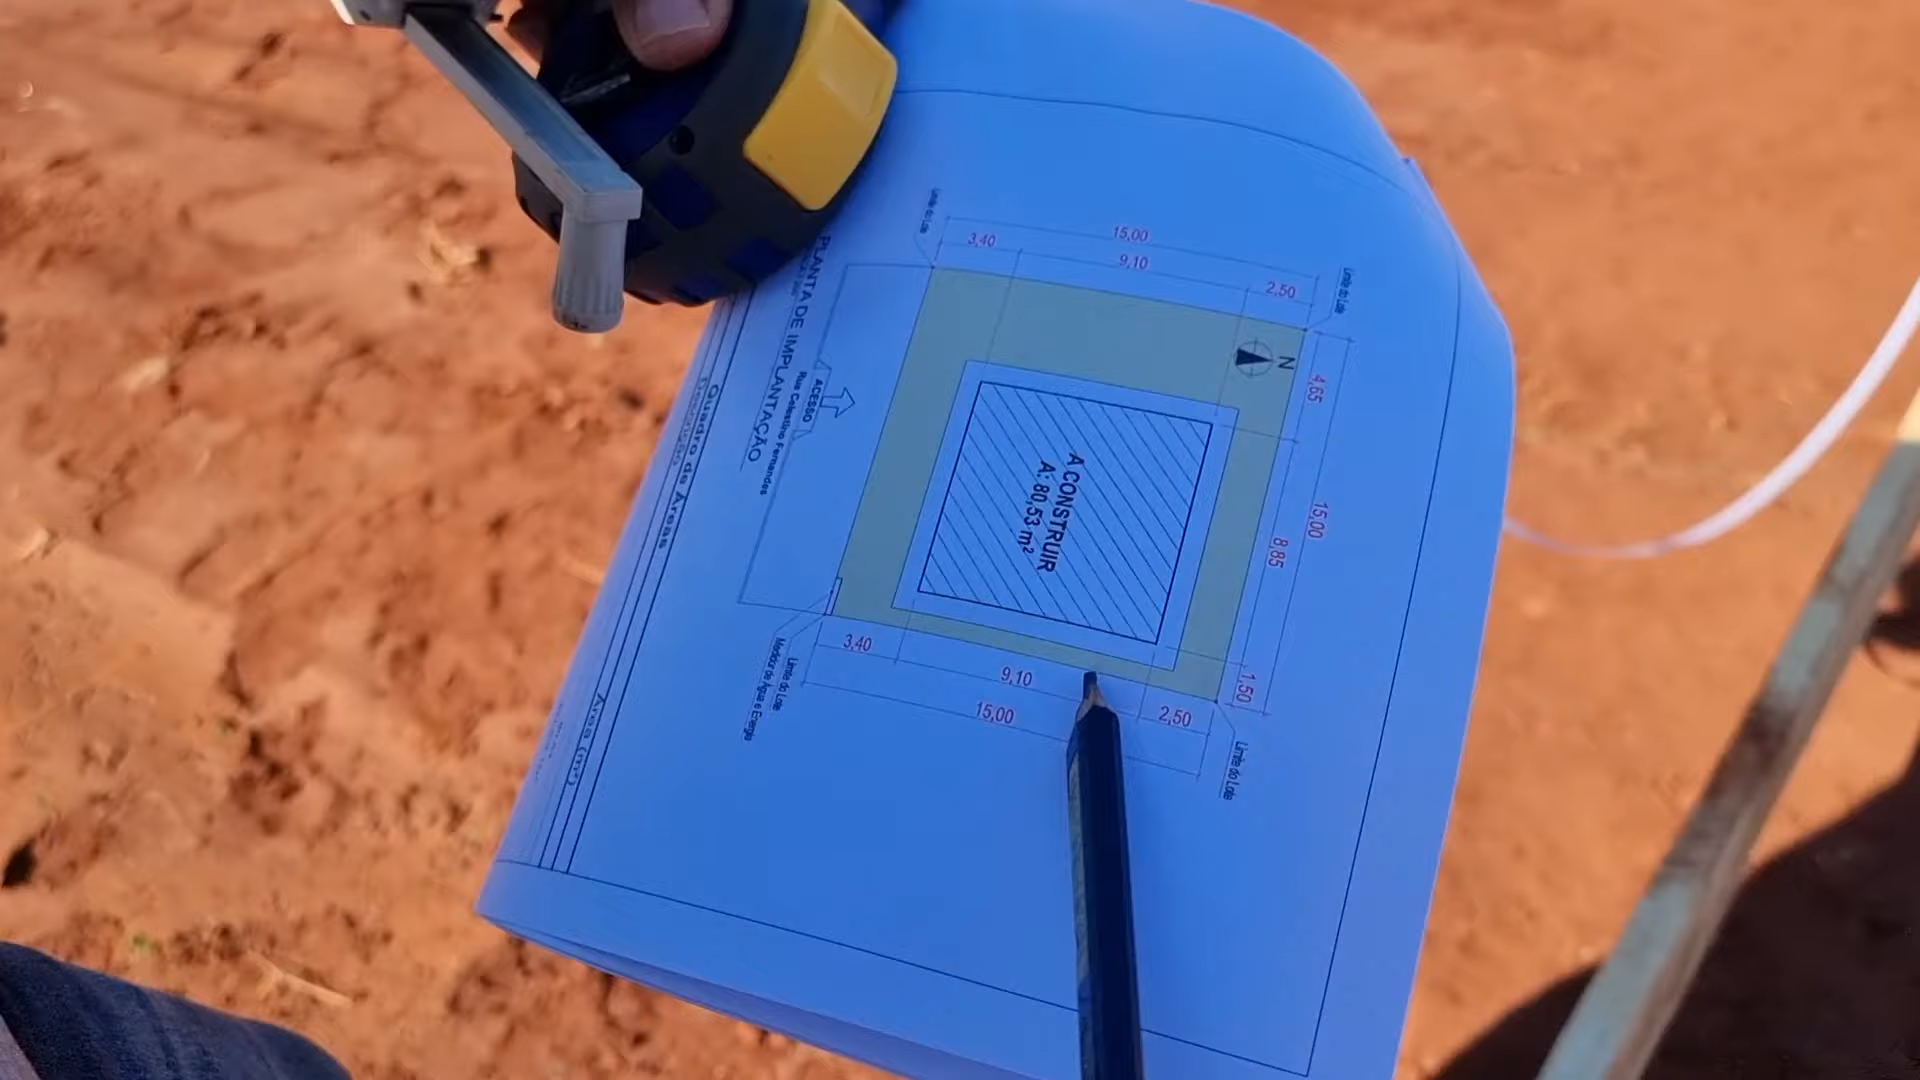 Limite do Lote
15,00
3,40
9,10
2,50
Limite do Lote
N
4,65
15,00
8,85
1,50
A CONSTRUIR
A: 80,53 m²
ACESSO
Rua Celestino Fernandes
PLANTA DE IMPLANTAÇÃO
3,40
9,10
2,50
15,00
Limite do Lote
Medidor de Água e Energia
Limite do Lote
Quadro de Áreas
Área (m²)